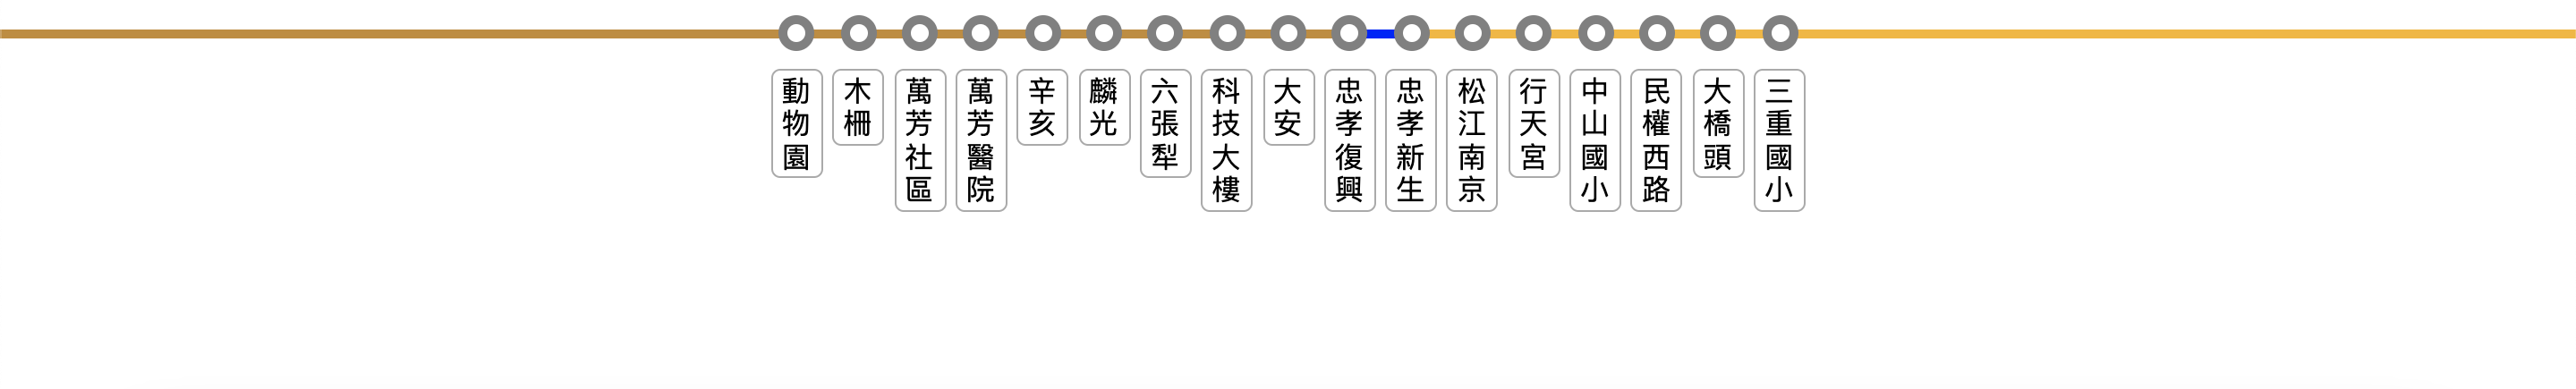 動物園
木柵
萬芳社區
萬芳醫院
辛亥
麟光
六張犁
科技大樓
大安
忠孝復興
忠孝新生
松江南京
行天宮
中山國小
民權西路
大橋頭
三重國小